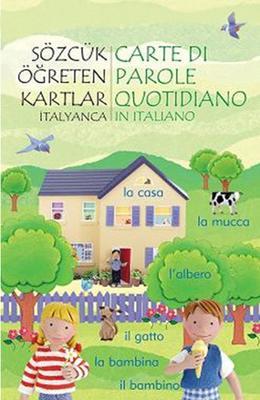 SÖZCÜK
ÖĞRETEN
KARTLAR
İTALYANCA
CARTE DI
PAROLE
QUOTIDIANO
IN ITALIANO
la casa
la mucca
l'albero
il gatto
la bambina
il bambino